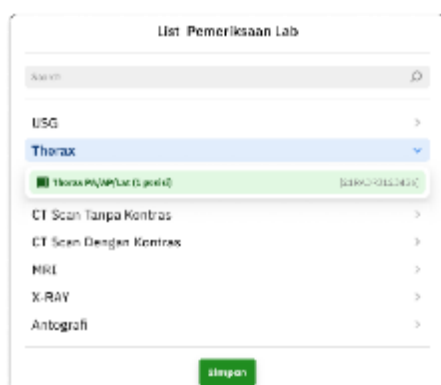 List Pemeriksaan Lab
Search
USG
Thorax
Thorax PA/AP/Lat (1 posisi)
CT Scan Tanpa Kontras
CT Scan Dengan Kontras
MRI
X-RAY
Antografi
Simpan